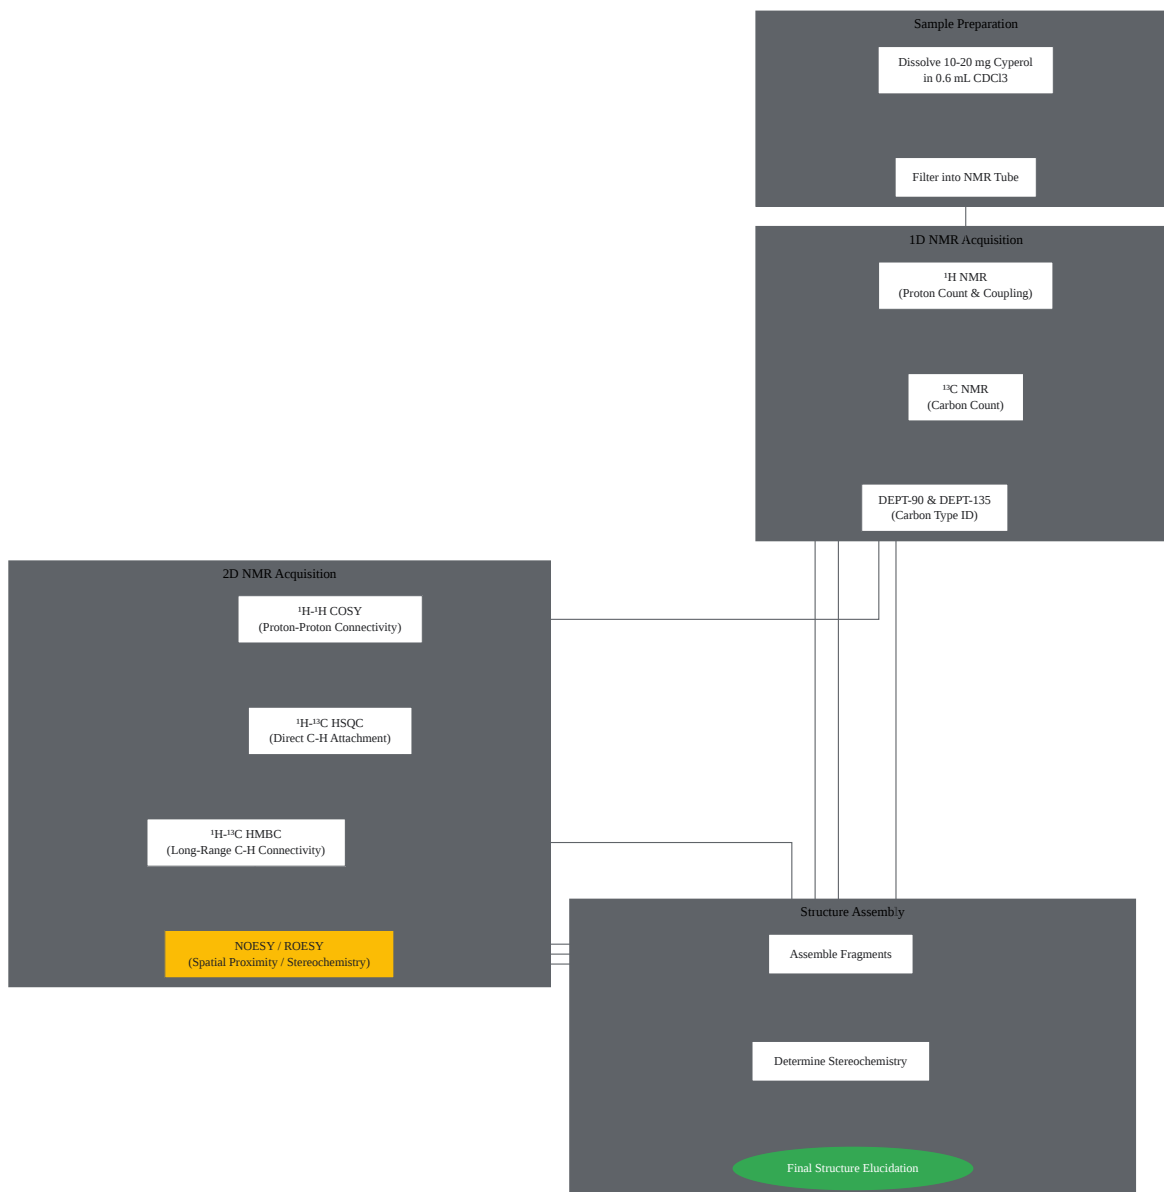 Sample Preparation
Dissolve 10-20 mg Cyperol
in 0.6 mL CDCl3
Filter into NMR Tube
1D NMR Acquisition
¹H NMR
(Proton Count & Coupling)
¹³C NMR
(Carbon Count)
DEPT-90 & DEPT-135
(Carbon Type ID)
2D NMR Acquisition
¹H-¹H COSY
(Proton-Proton Connectivity)
¹H-¹³C HSQC
(Direct C-H Attachment)
¹H-¹³C HMBC
(Long-Range C-H Connectivity)
NOESY / ROESY
(Spatial Proximity / Stereochemistry)
Structure Assembly
Assemble Fragments
Determine Stereochemistry
Final Structure Elucidation